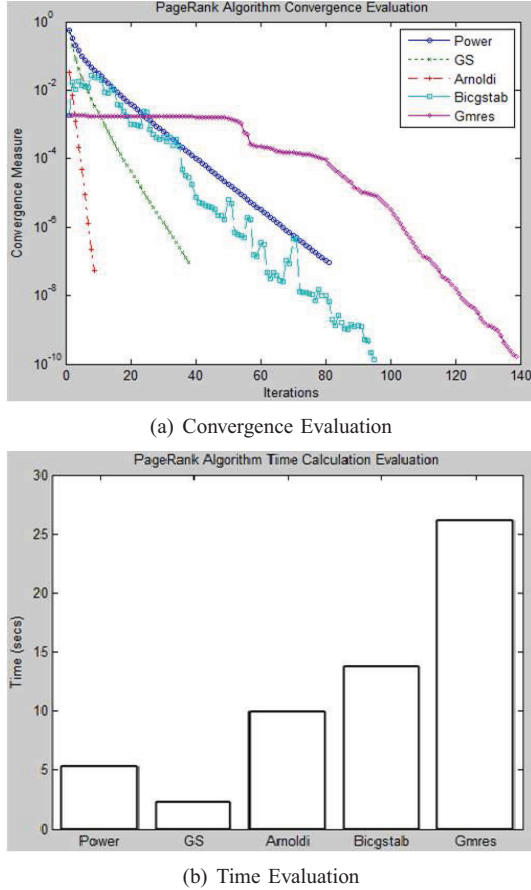 PageRank Algorithm Convergence Evaluation
Convergence Measure
10^0
10^-2
10^-4
10^-6
10^-8
10^-10
Power
GS
Arnoldi
Bicgstab
Gmres
0 20 40 60 80 100 120 140
Iterations
(a) Convergence Evaluation
PageRank Algorithm Time Calculation Evaluation
Time (secs)
30
25
20
15
10
5
0
Power GS Arnoldi Bicgstab Gmres
(b) Time Evaluation